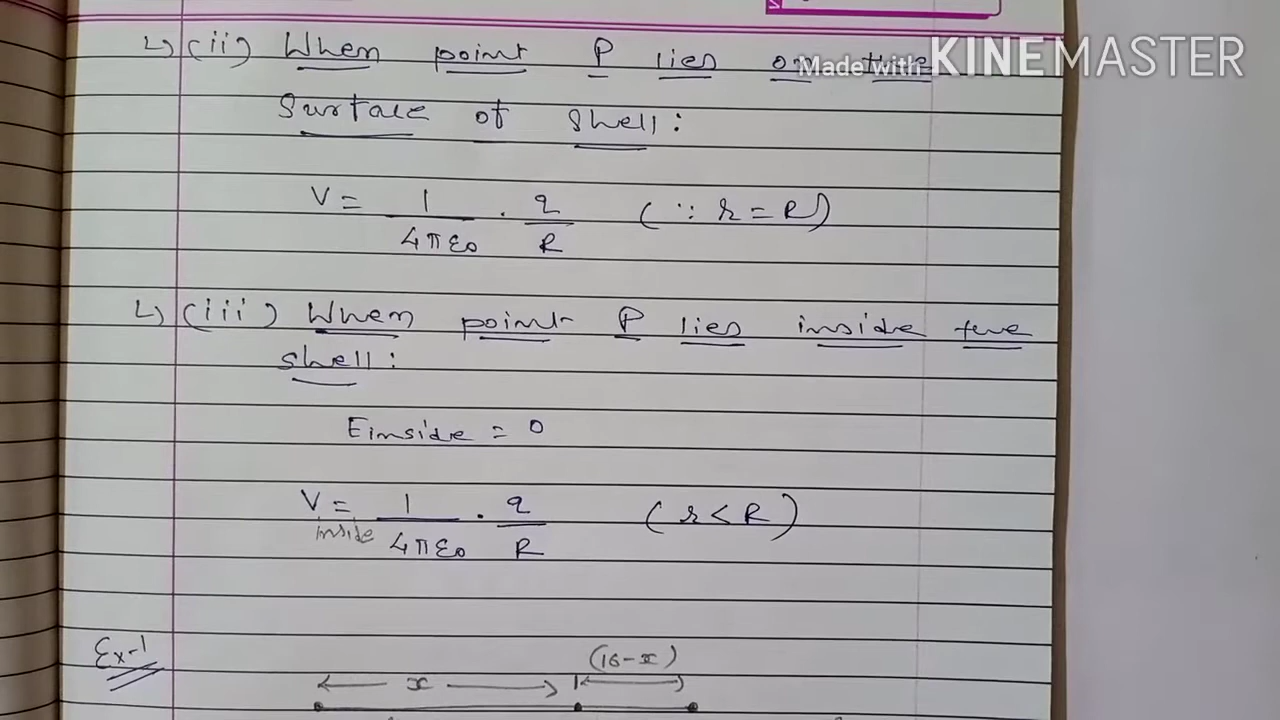 Made with KINEMASTER
↳ (ii) When point P lies on the
surface of shell:
V = 1/4πε₀ · q/R (∵ r = R)
↳ (iii) When point P lies inside the
shell:
Einside = 0
Vinside = 1/4πε₀ · q/R (r < R)
Ex-1
x (16-x)